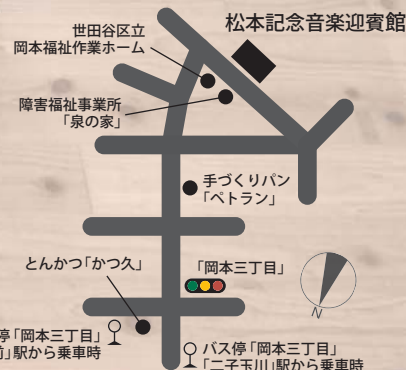 松本記念音楽迎賓館
世田谷区立
岡本福祉作業ホーム
障害福祉事業所
「泉の家」
手づくりパン
「ペトラン」
とんかつ「かつ久」
「岡本三丁目」
N
停「岡本三丁目」
前」駅から乗車時
バス停「岡本三丁目」
「二子玉川」駅から乗車時